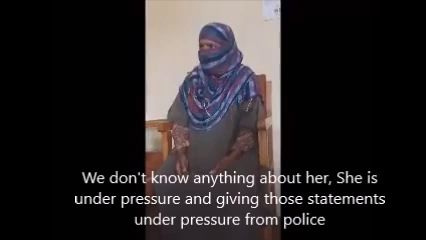 We don't know anything about her, She is
under pressure and giving those statements
under pressure from police